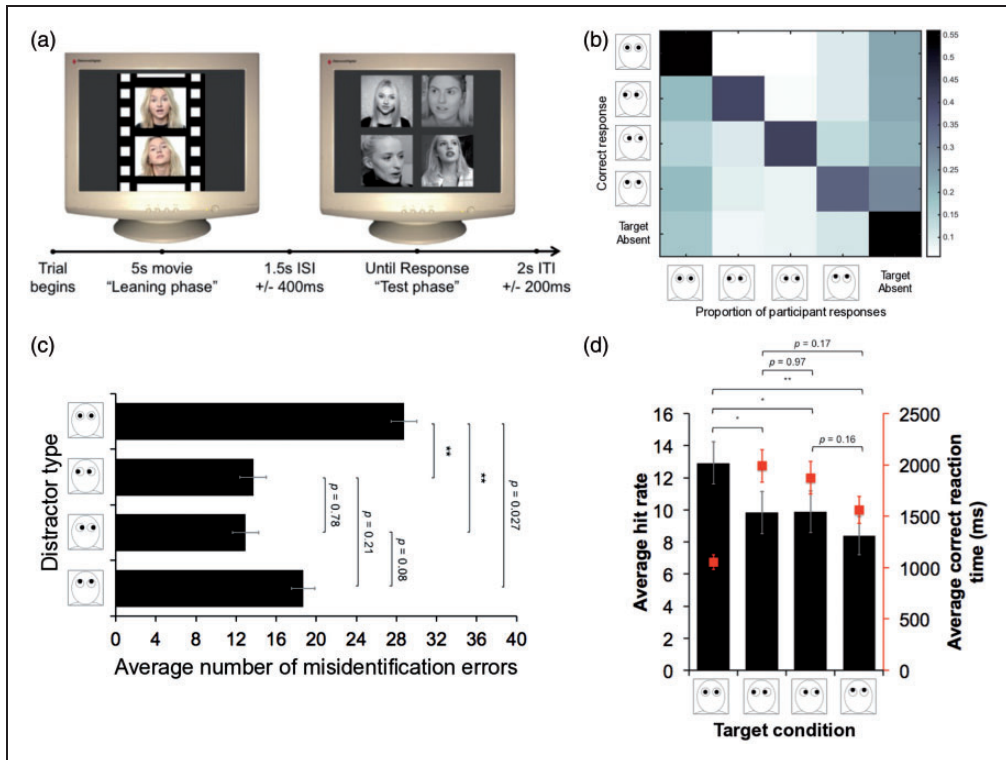 (a)
Trial begins
5s movie "Leaning phase"
1.5s ISI +/- 400ms
Until Response "Test phase"
2s ITI +/- 200ms
(b)
Correct response
Target Absent
Target Absent
Proportion of participant responses
0.55
0.5
0.45
0.4
0.35
0.3
0.25
0.2
0.15
0.1
(c)
Distractor type
**
**
p = 0.027
p = 0.78
p = 0.21
p = 0.08
0 4 8 12 16 20 24 28 32 36 40
Average number of misidentification errors
(d)
p = 0.17
p = 0.97
**
*
*
p = 0.16
Average hit rate
16
14
12
10
8
6
4
2
0
2500
2000
1500
1000
500
0
Average correct reaction time (ms)
Target condition